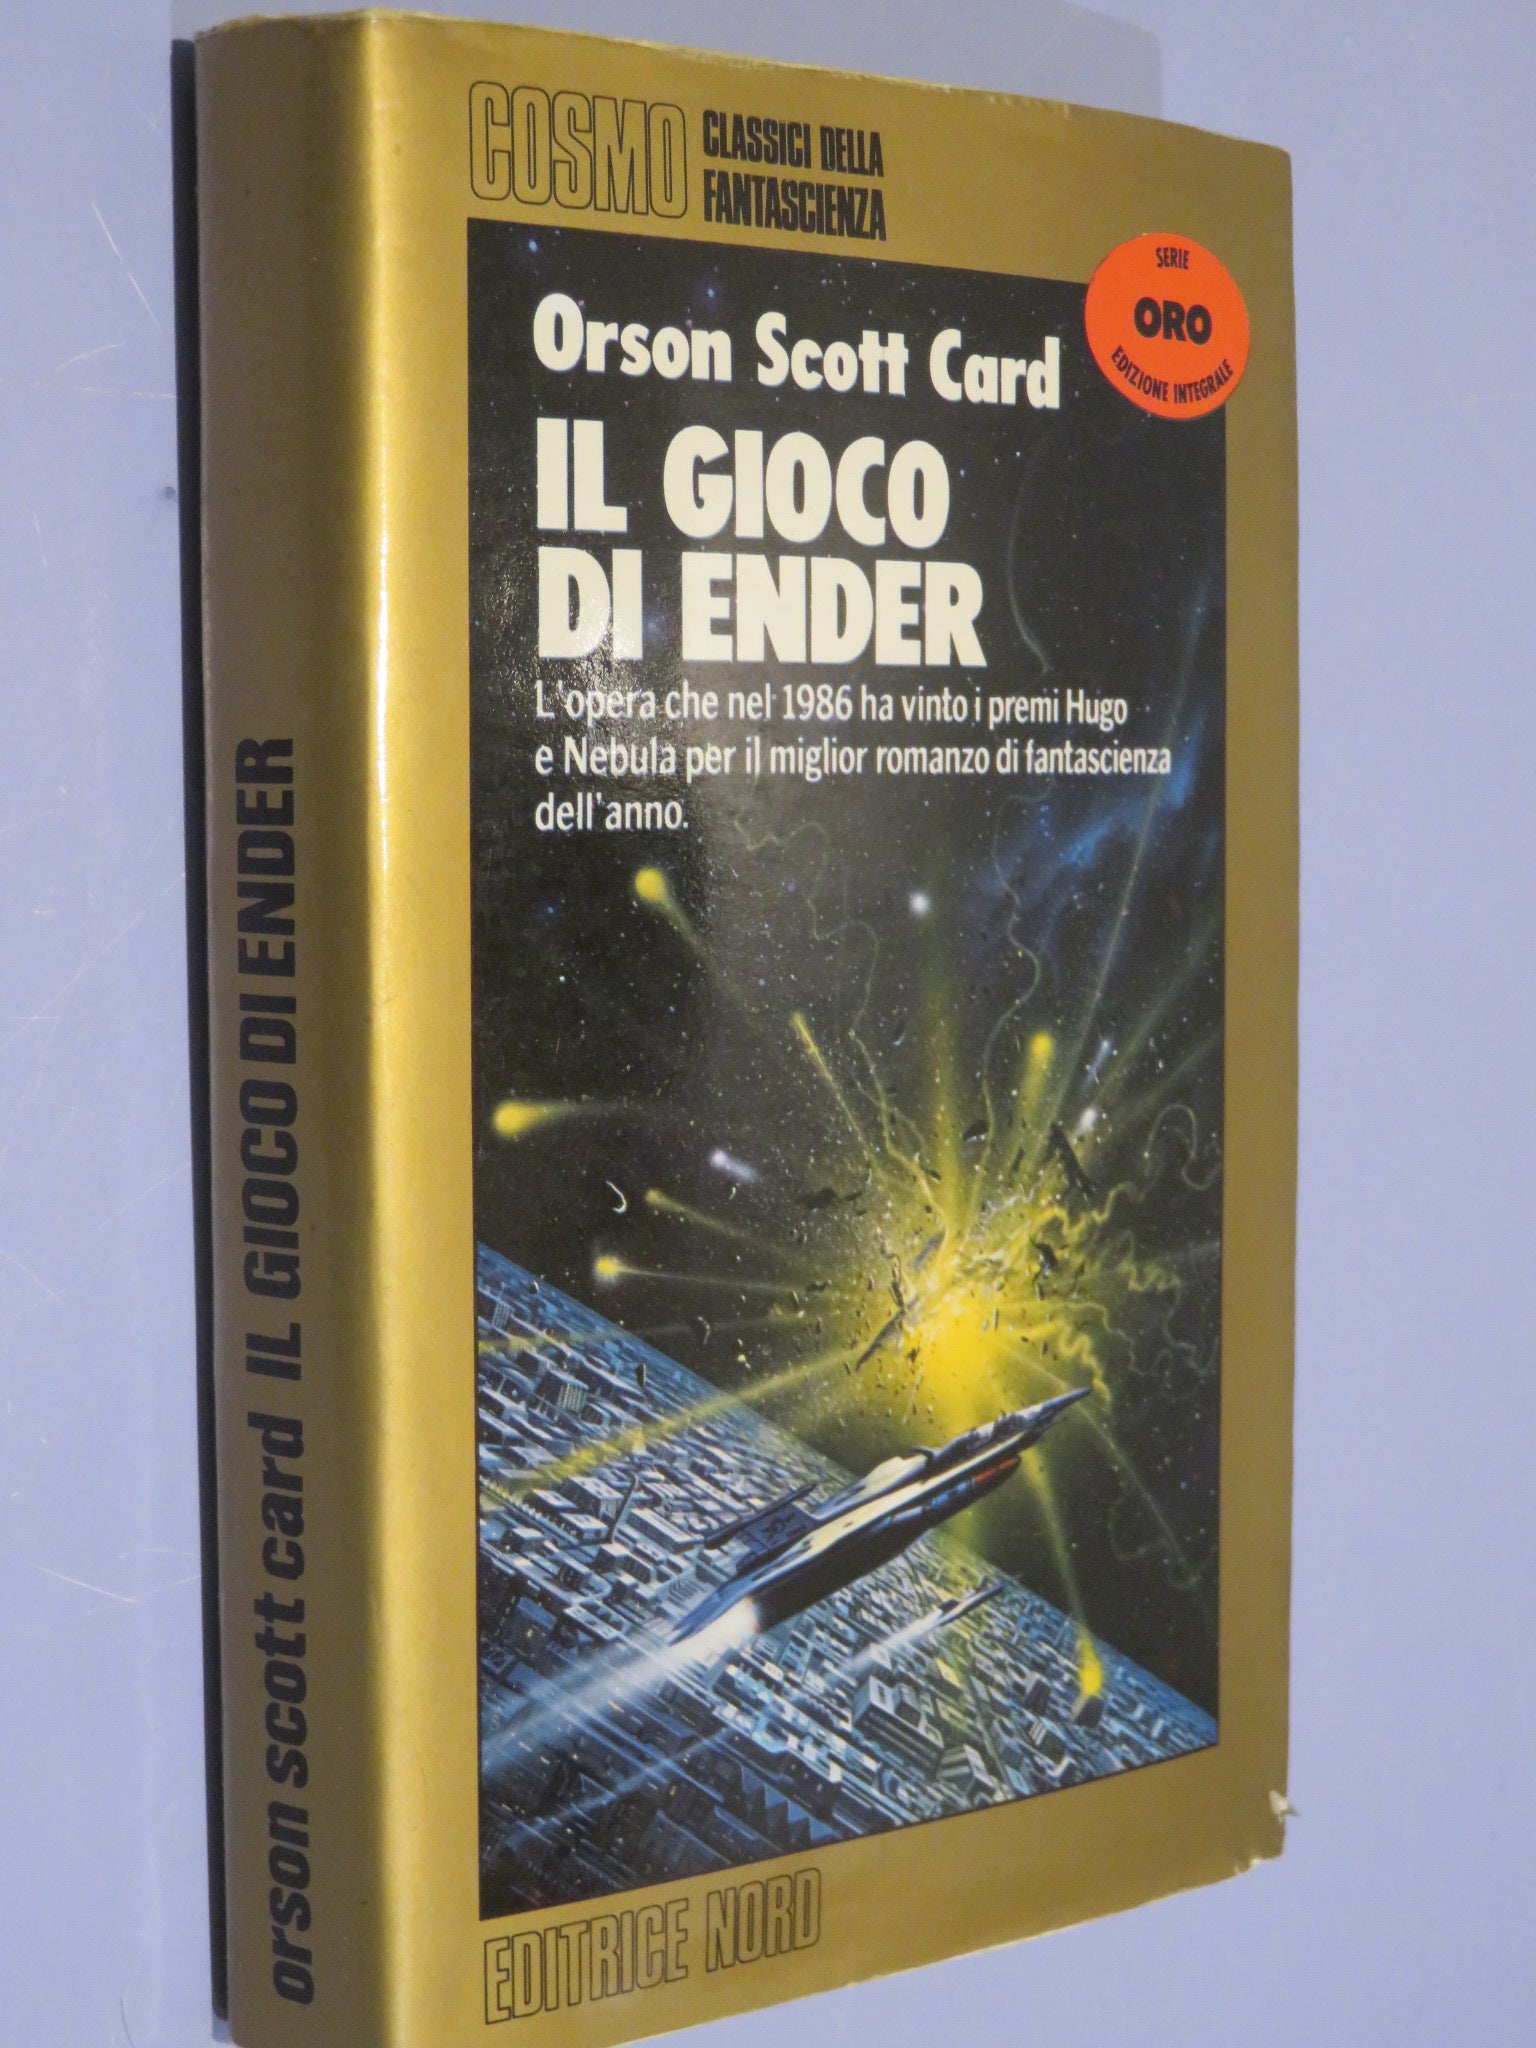 COSMO
CLASSICI DELLA
FANTASCIENZA
SERIE
ORO
EDIZIONE INTEGRALE
Orson Scott Card
IL GIOCO
DI ENDER
L'opera che nel 1986 ha vinto i premi Hugo
e Nebula per il miglior romanzo di fantascienza
dell'anno.
EDITRICE NORD
orson scott card IL GIOCO DI ENDER